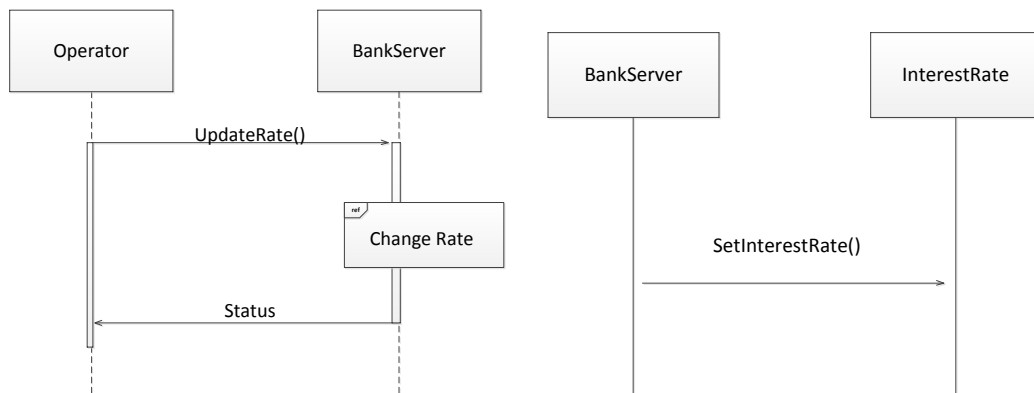 Operator
BankServer
UpdateRate()
ref
Change Rate
Status
BankServer
InterestRate
SetInterestRate()